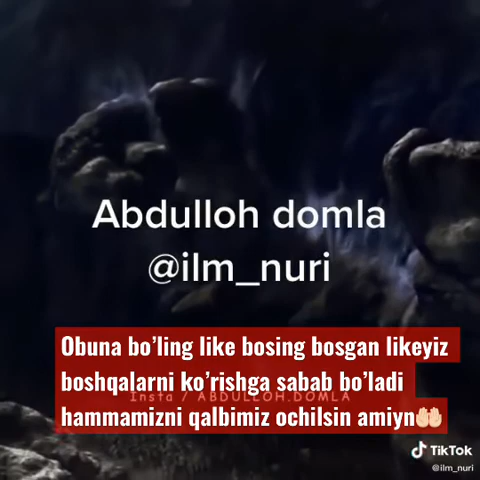 Abdulloh domla
@ilm_nuri
Obuna bo’ling like bosing bosgan likeyiz
boshqalarni ko’rishga sabab bo’ladi
Insta / ABDULLOH.DOMLA
hammamizni qalbimiz ochilsin amiyn🤲🏻
TikTok
@ilm_nuri